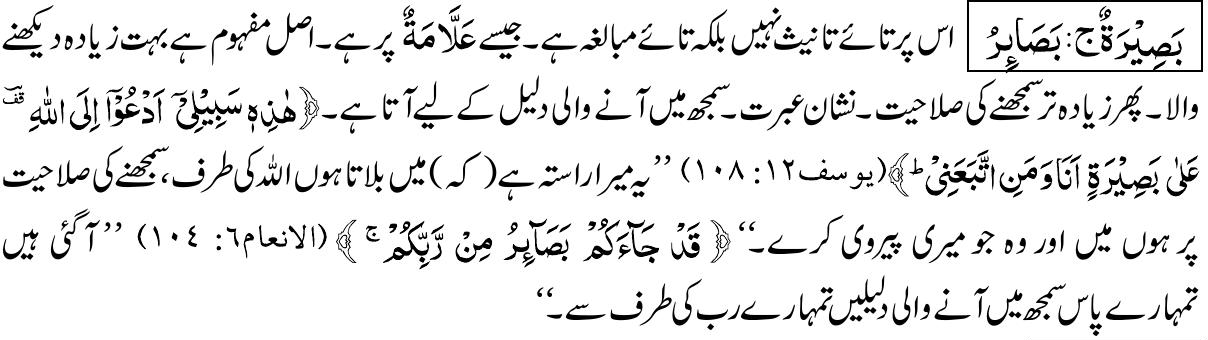 بَصِيْرَةٌ ج: بَصَائِرُ اس پر تائے تانیث نہیں بلکہ تائے مبالغہ ہے۔ جیسے عَلَّامَةٌ پر ہے۔ اصل مفہوم ہے بہت زیادہ دیکھنے
والا۔ پھر زیادہ تر سمجھنے کی صلاحیت۔ نشان عبرت۔ سمجھ میں آنے والی دلیل کے لیے آتا ہے۔ ﴿هٰذِهٖ سَبِيْلِيْٓ اَدْعُوْٓا اِلَى اللّٰهِ ۣ
عَلٰى بَصِيْرَةٍ اَنَا وَمَنِ اتَّبَعَنِيْ ط﴾ (یوسف۱۲: ۱۰۸) ’’یہ میرا راستہ ہے (کہ) میں بلاتا ہوں اللہ کی طرف، سمجھنے کی صلاحیت
پر ہوں میں اور وہ جو میری پیروی کرے۔‘‘ ﴿قَدْ جَآءَكُمْ بَصَآئِرُ مِنْ رَّبِّكُمْ ج﴾ (الانعام۶: ۱۰۴) ’’آ گئی ہیں
تمہارے پاس سمجھ میں آنے والی دلیلیں تمہارے رب کی طرف سے۔‘‘